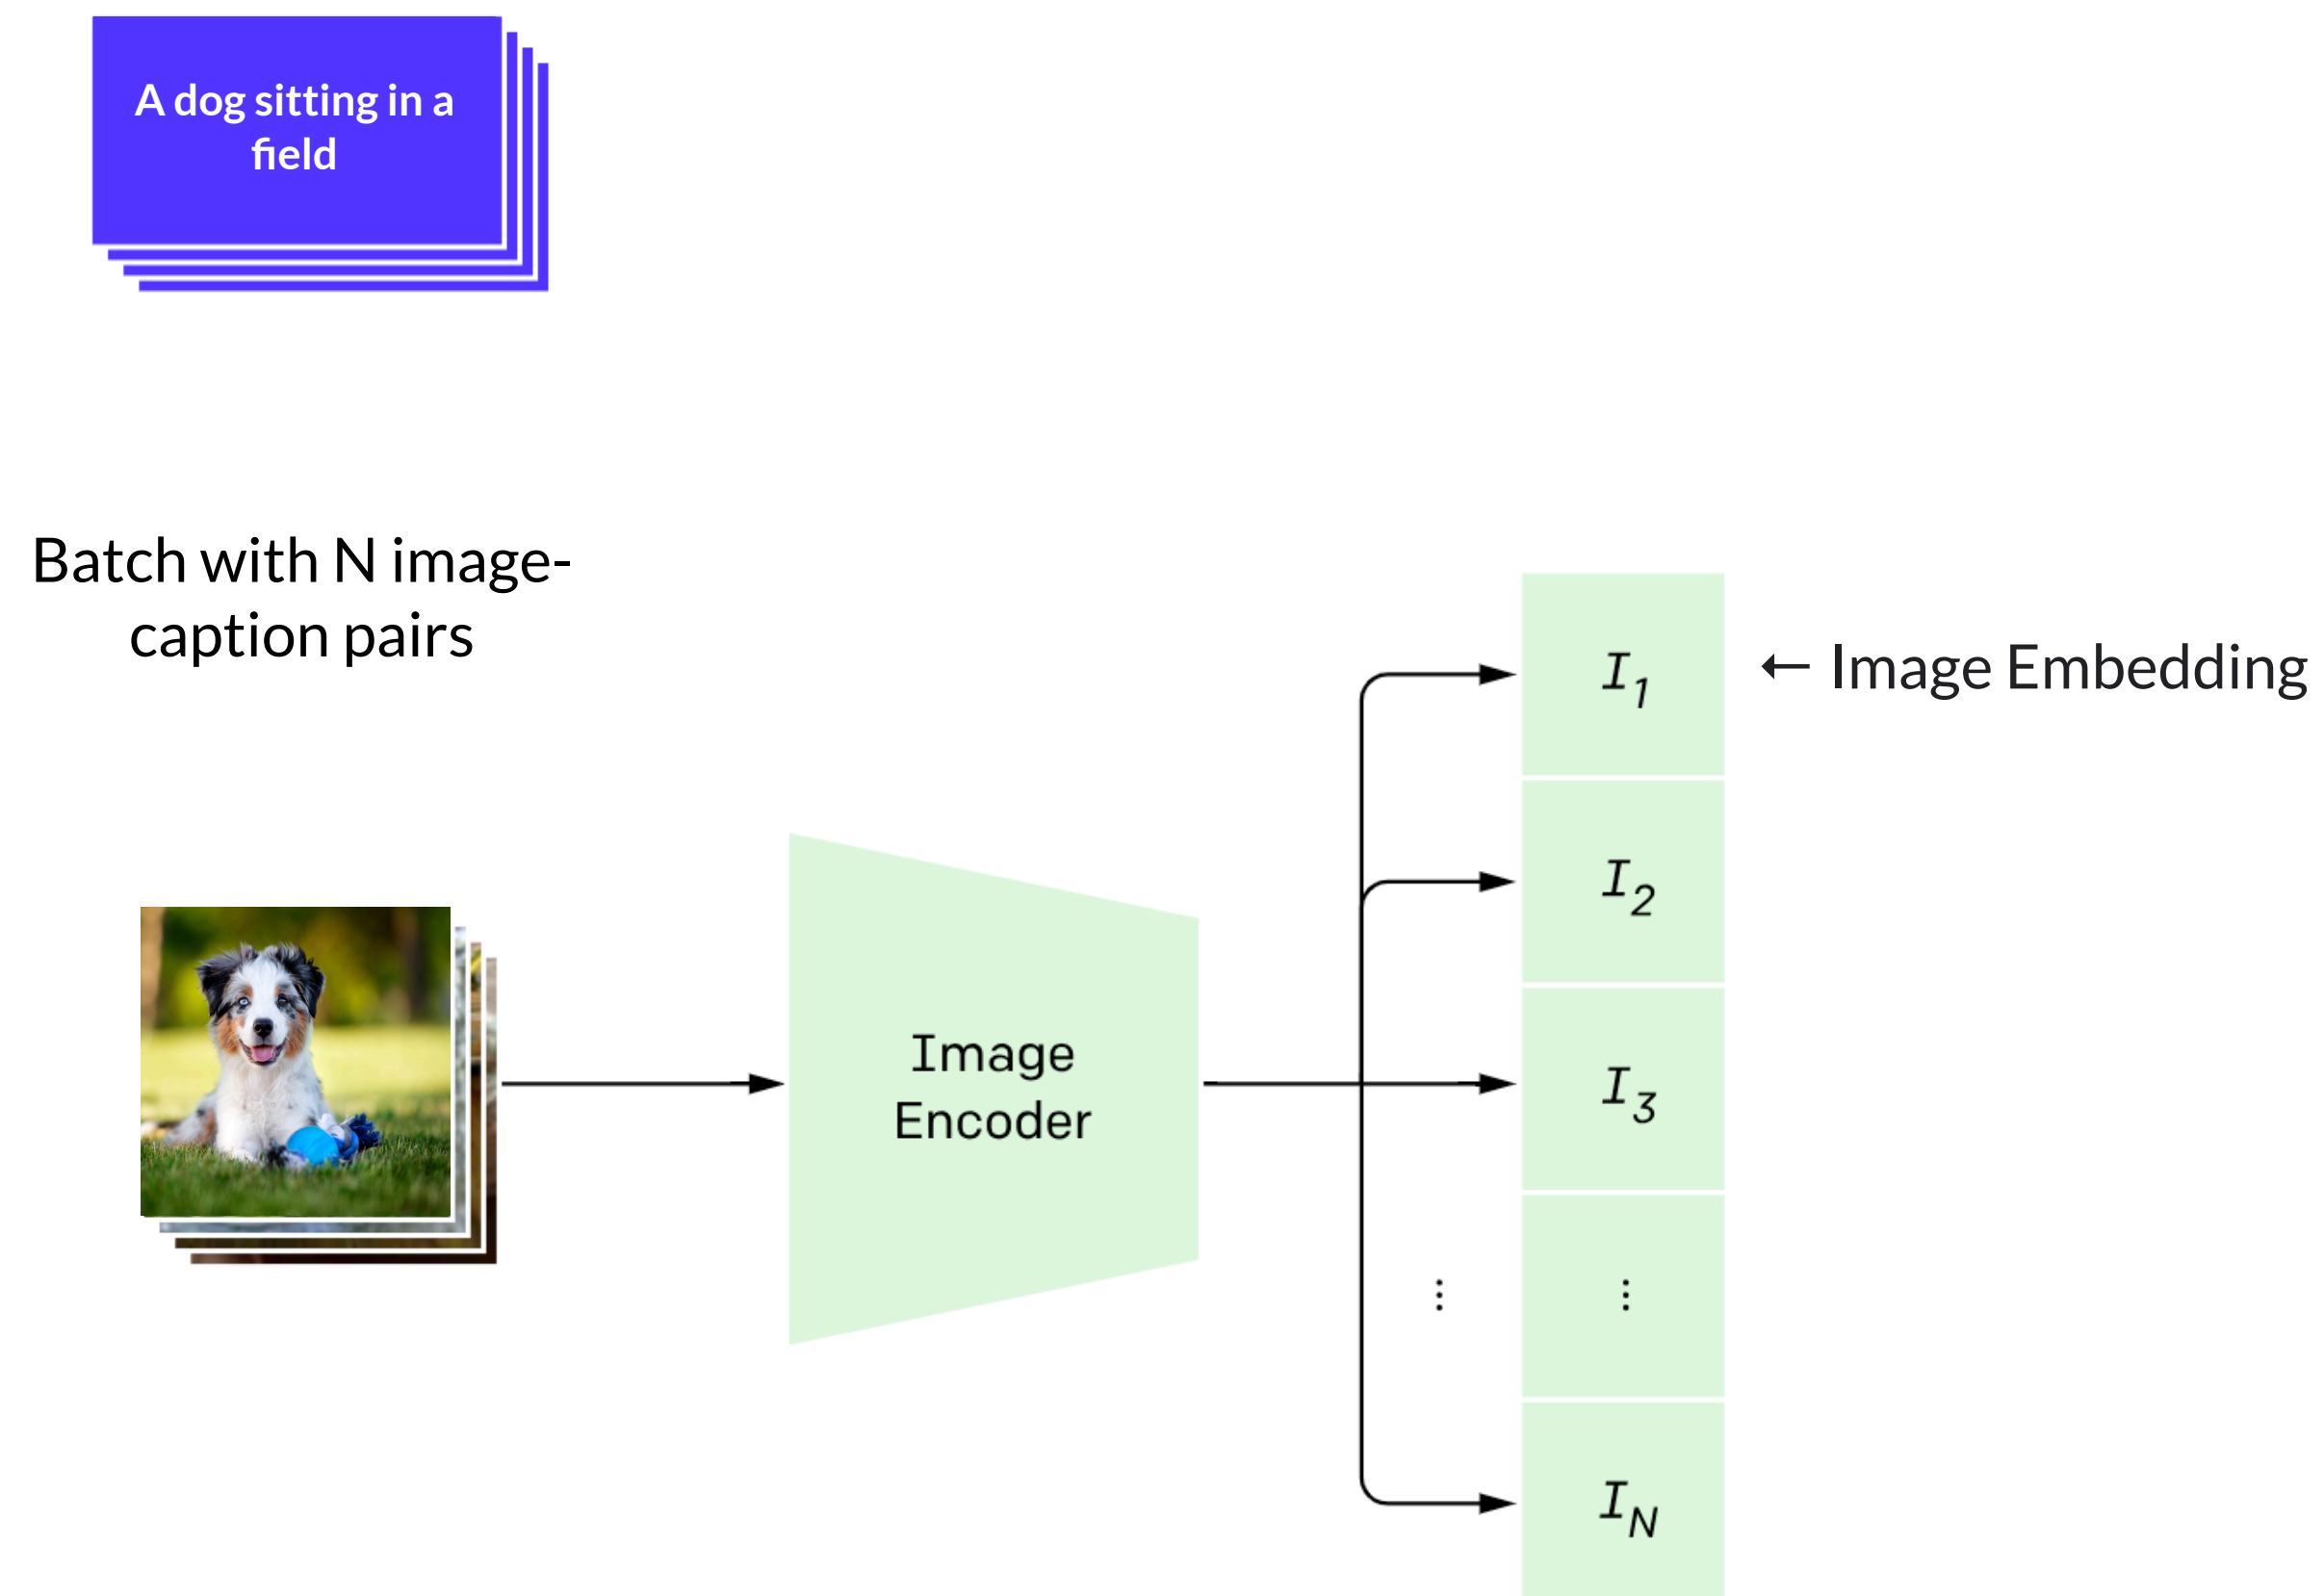 A dog sitting in a
field
Batch with N image-
caption pairs
I1
← Image Embedding
I2
Image
Encoder
I3
⋮ ⋮
IN